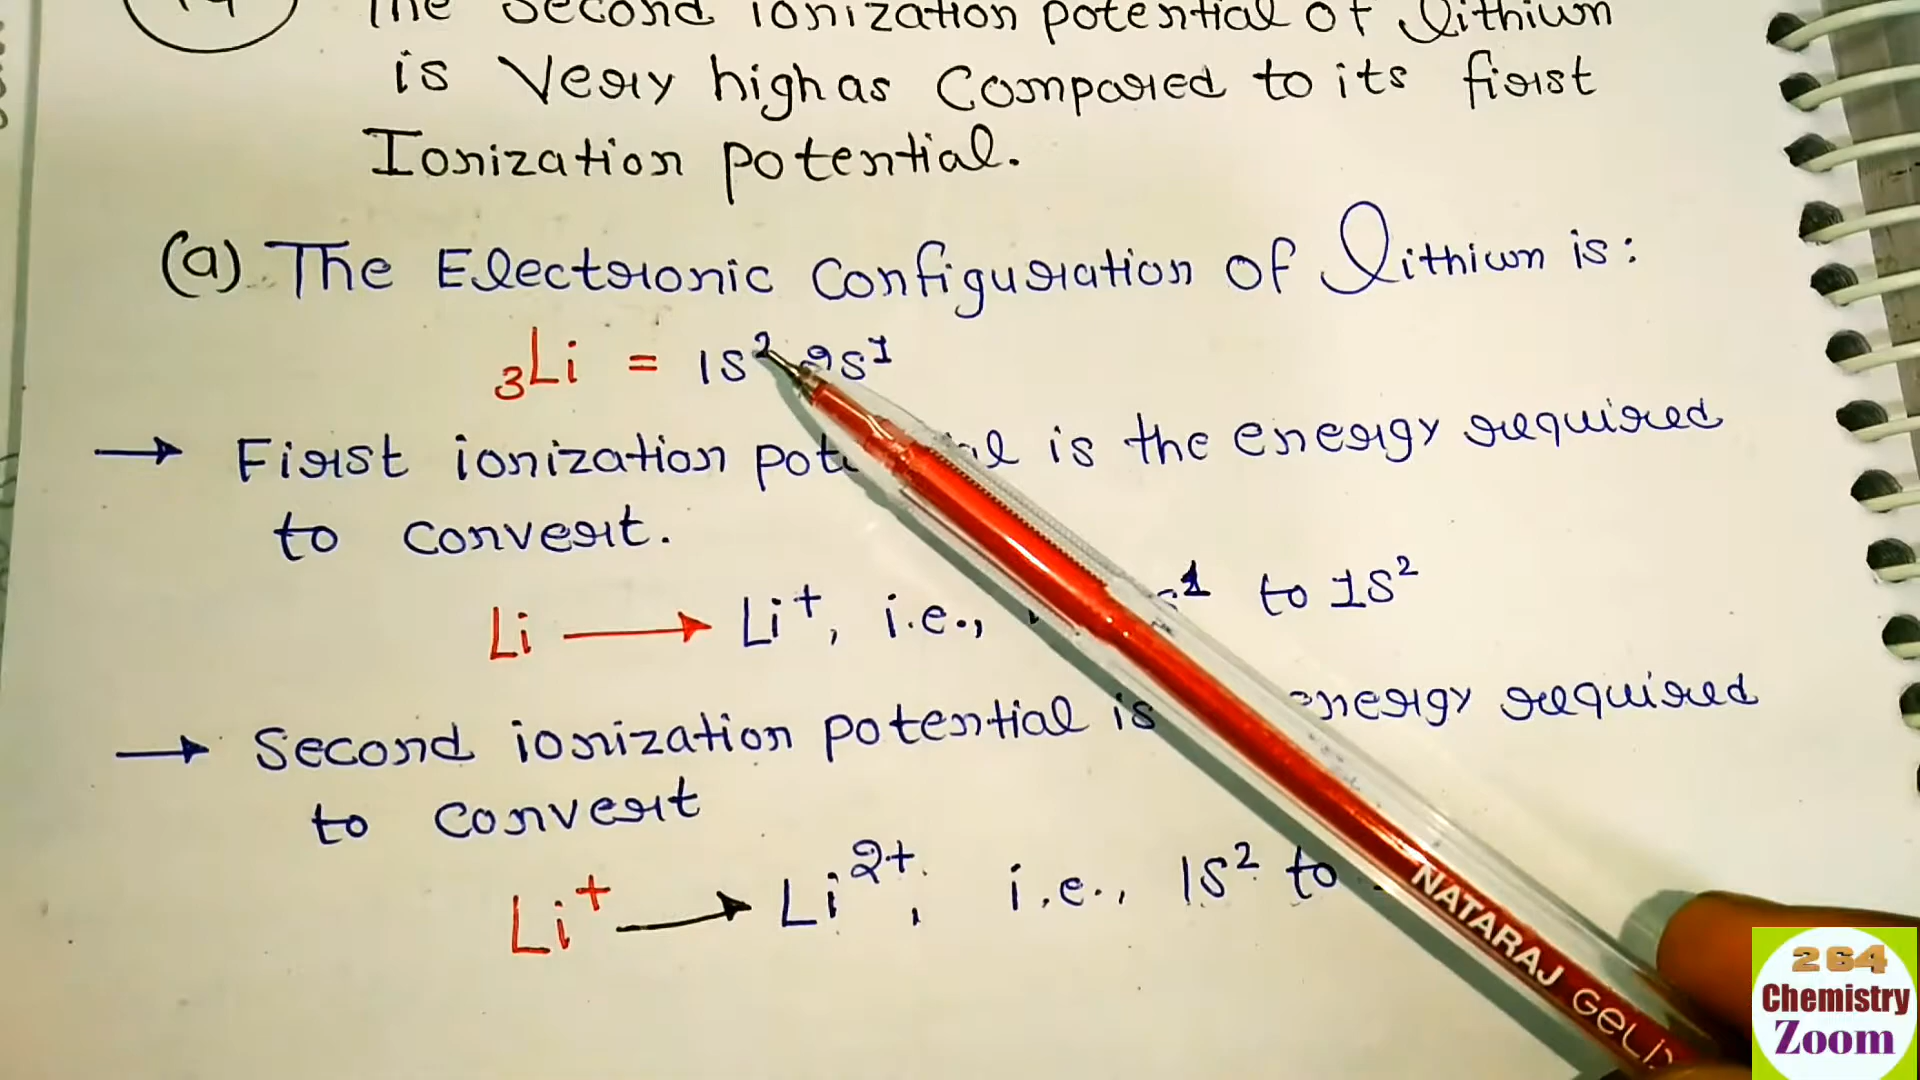 The Second ionization potential of lithium
is Very high as Compared to its first
Ionization potential.
(a) The Electronic Configuration of lithium is:
3Li = 1s² 2s¹
→ First ionization is the energy required
to convert.
Li → Li⁺, i.e., to 1s²
→ Second ionization potential is energy required
to convert
Li⁺ → Li²⁺, i.e., 1s² to
NATARAJ
264
Chemistry
Zoom